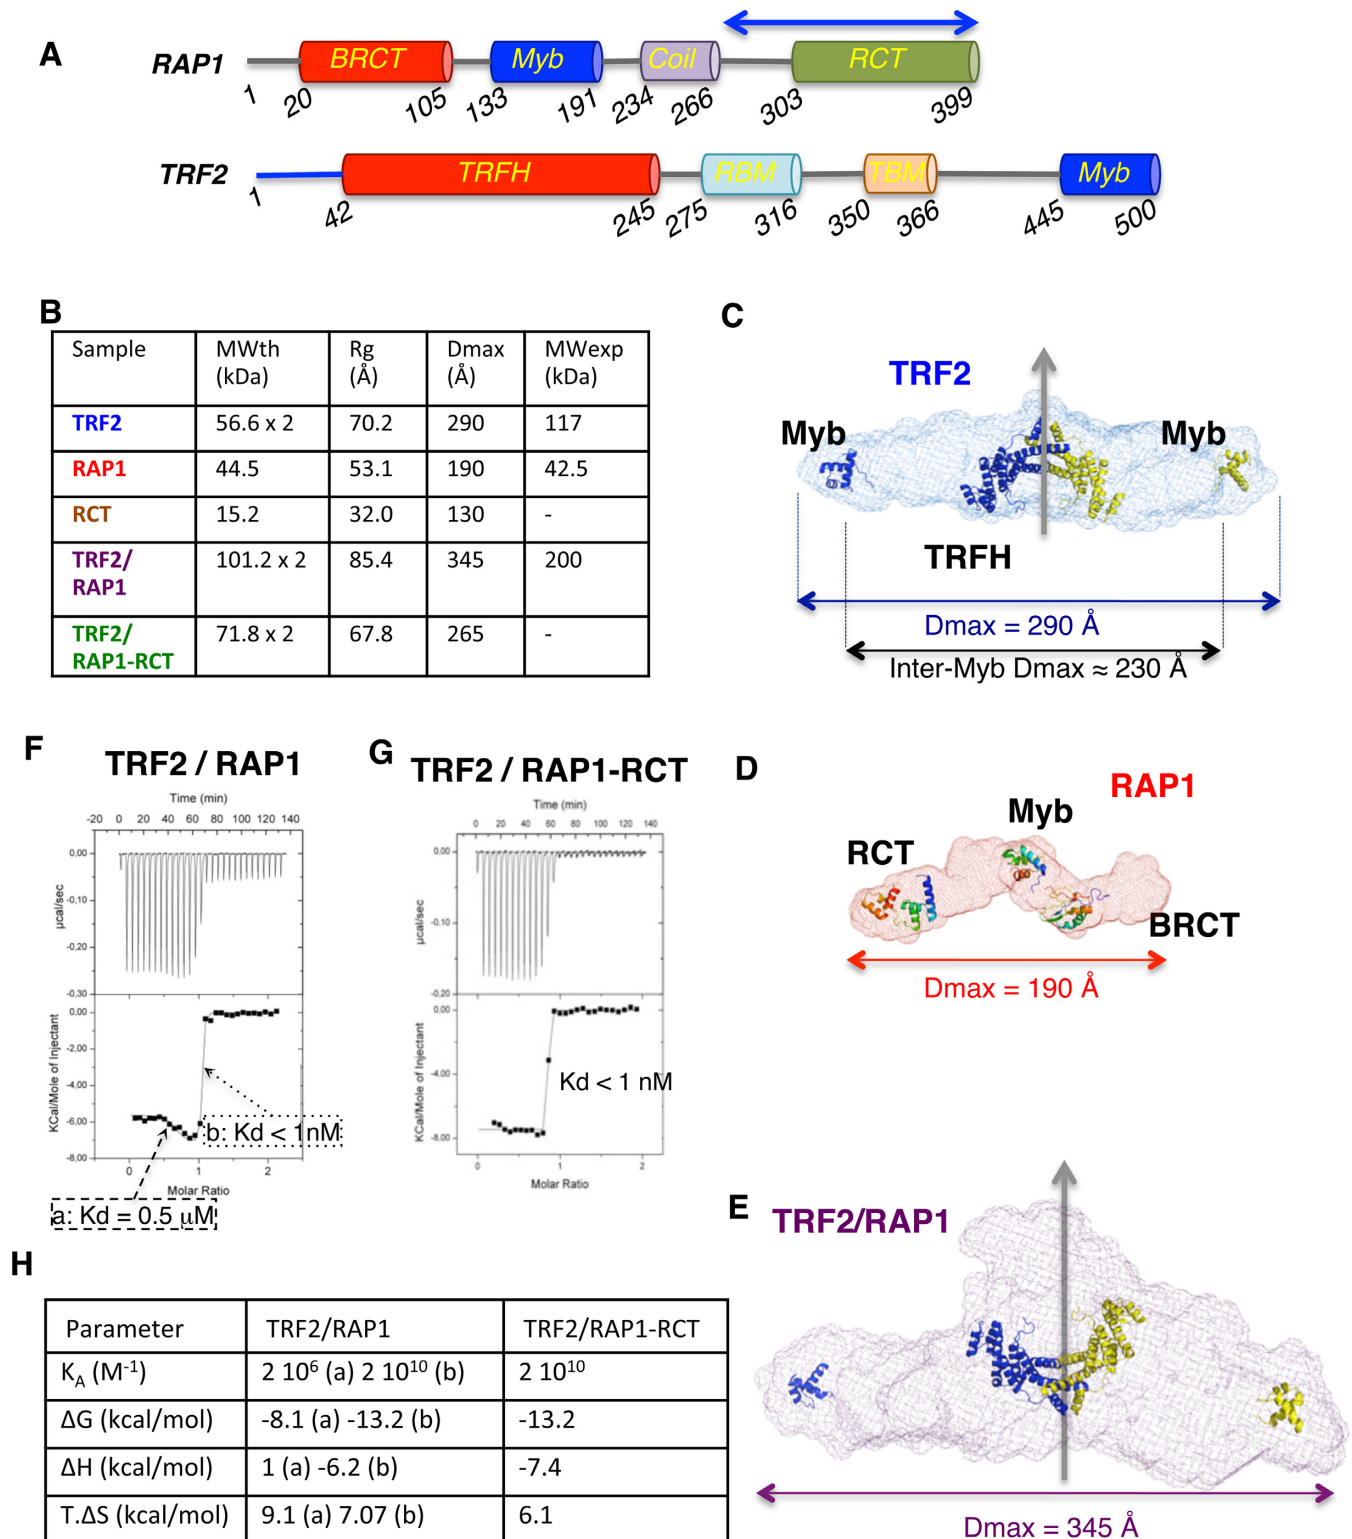 A
RAP1
BRCT
Myb
Coil
RCT
1
20
105
133
191
234
266
303
399
TRF2
TRFH
RBM
TBM
Myb
1
42
245
275
316
350
366
445
500
B
Sample MWth (kDa) Rg (Å) Dmax (Å) MWexp (kDa)
TRF2 56.6 x 2 70.2 290 117
RAP1 44.5 53.1 190 42.5
RCT 15.2 32.0 130 -
TRF2/ RAP1 101.2 x 2 85.4 345 200
TRF2/ RAP1-RCT 71.8 x 2 67.8 265 -
C
TRF2
Myb
Myb
TRFH
Dmax = 290 Å
Inter-Myb Dmax ≈ 230 Å
F
TRF2 / RAP1
Time (min)
-20 0 20 40 60 80 100 120 140
0,00
-0,10
-0,20
-0,30
µcal/sec
0,00
-2,00
-4,00
-6,00
-8,00
KCal/Mole of Injectant
b: Kd < 1nM
0 1 2
Molar Ratio
a: Kd = 0.5 µM
G
TRF2 / RAP1-RCT
Time (min)
0 20 40 60 80 100 120 140
0,00
-0,10
-0,20
µcal/sec
0,00
-4,00
-8,00
KCal/Mole of Injectant
Kd < 1 nM
0 1 2
Molar Ratio
D
RAP1
Myb
RCT
BRCT
Dmax = 190 Å
E
TRF2/RAP1
Dmax = 345 Å
H
Parameter TRF2/RAP1 TRF2/RAP1-RCT
K_A (M⁻¹) 2 10⁶ (a) 2 10¹⁰ (b) 2 10¹⁰
ΔG (kcal/mol) -8.1 (a) -13.2 (b) -13.2
ΔH (kcal/mol) 1 (a) -6.2 (b) -7.4
T.ΔS (kcal/mol) 9.1 (a) 7.07 (b) 6.1